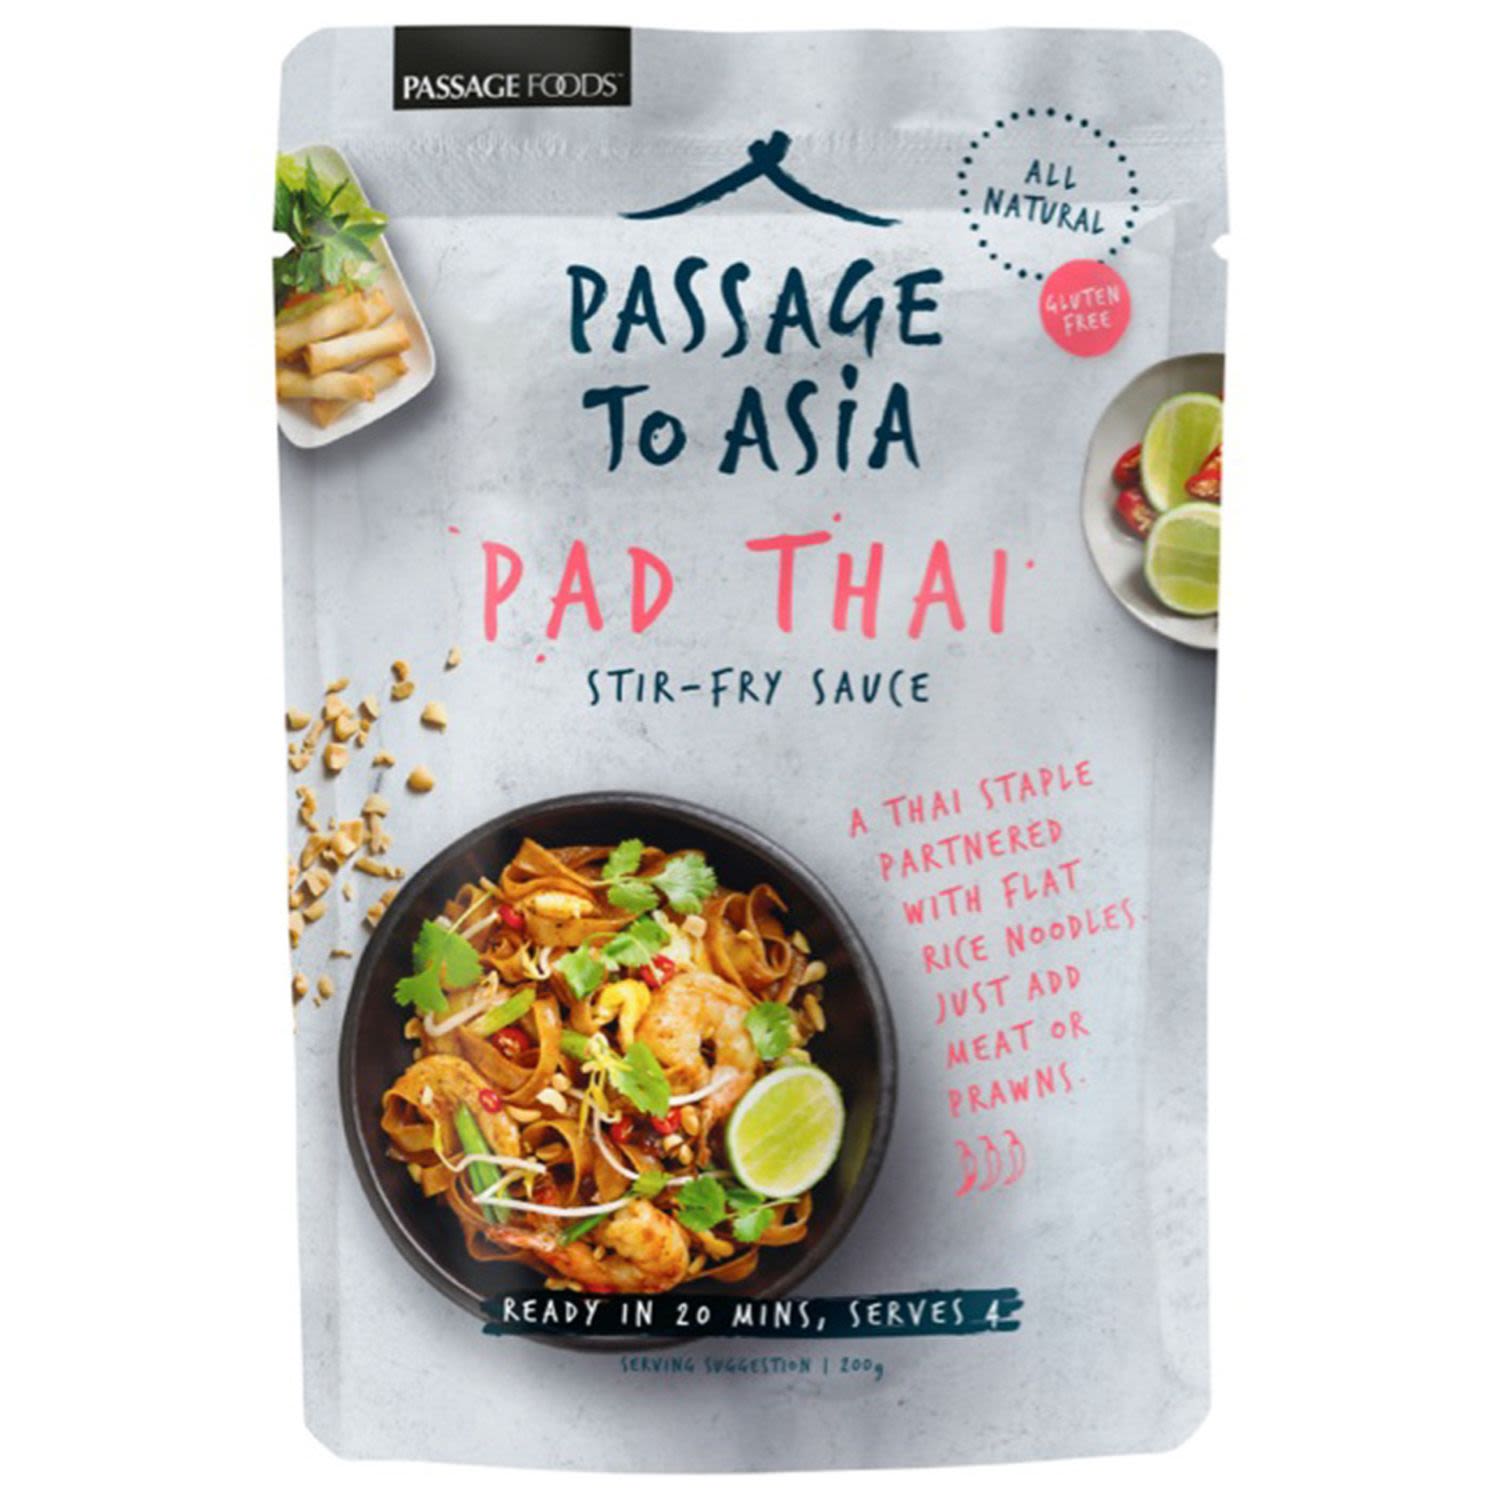 PASSAGE FOODS™
ALL
NATURAL
GLUTEN
FREE
PASSAGE
TO ASiA
PAD THAI
STIR-FRY SAUCE
A THAI STAPLE
PARTNERED
WITH FLAT
RICE NOODLES.
JUST ADD
MEAT OR
PRAWNS.
READY IN 20 MINS, SERVES 4
SERVING SUGGESTION | 200g